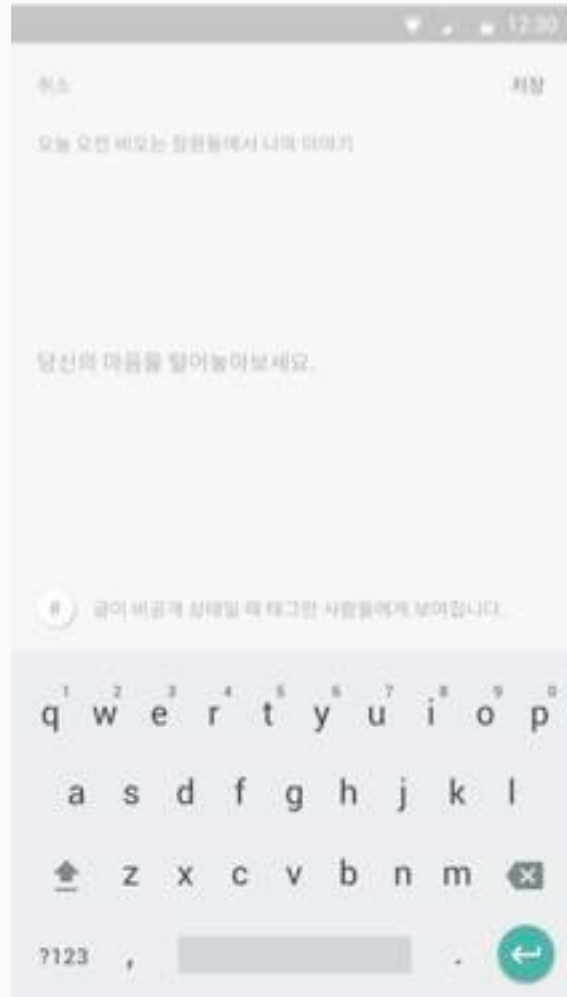 12:30
취소 저장
오늘 오전 비오는 잠원동에서 나의 이야기
당신의 마음을 털어놓아보세요.
# 글이 비공개 상태일 때 태그만 사람들에게 보여집니다.
1 2 3 4 5 6 7 8 9 0
q w e r t y u i o p
a s d f g h j k l
z x c v b n m
?123 , .